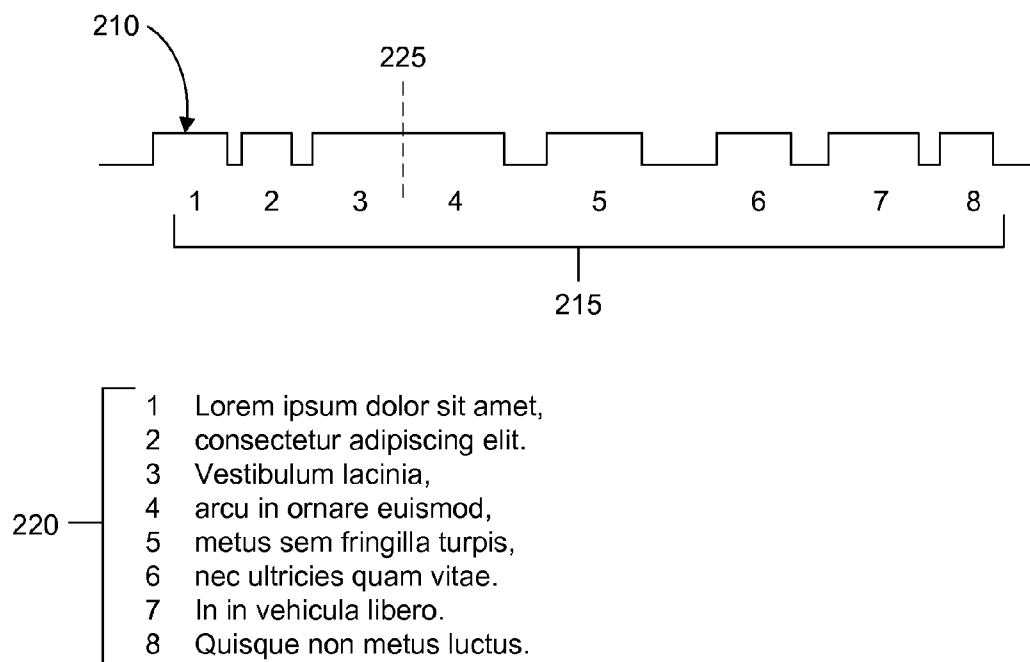 210
225
1 2 3 4 5 6 7 8
215
220
1 Lorem ipsum dolor sit amet,
2 consectetur adipiscing elit.
3 Vestibulum lacinia,
4 arcu in ornare euismod,
5 metus sem fringilla turpis,
6 nec ultricies quam vitae.
7 In in vehicula libero.
8 Quisque non metus luctus.